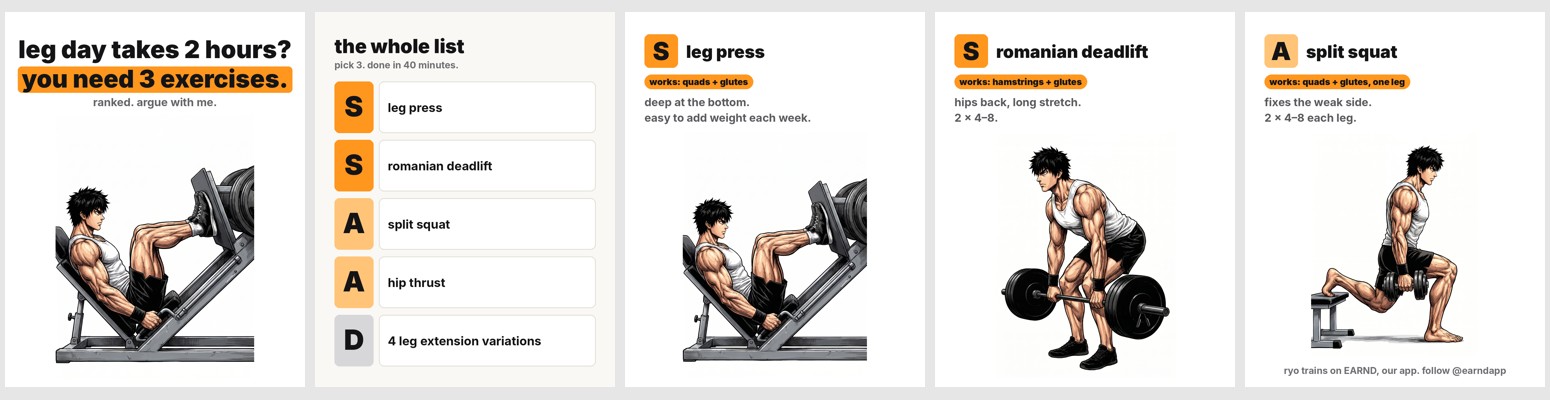 leg day takes 2 hours?
you need 3 exercises.
ranked. argue with me.
the whole list
pick 3. done in 40 minutes.
S
leg press
S
romanian deadlift
A
split squat
A
hip thrust
D
4 leg extension variations
S leg press
works: quads + glutes
deep at the bottom.
easy to add weight each week.
S romanian deadlift
works: hamstrings + glutes
hips back, long stretch.
2 × 4–8.
A split squat
works: quads + glutes, one leg
fixes the weak side.
2 × 4–8 each leg.
ryo trains on EARND, our app. follow @earndapp